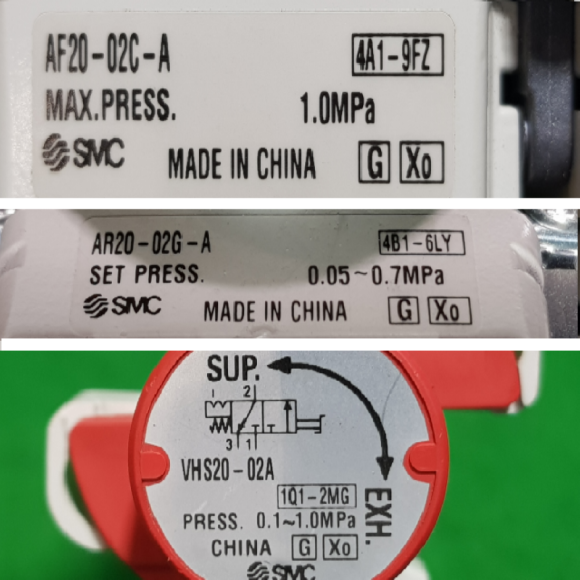 AF20-02C-A 4A1-9FZ
MAX.PRESS. 1.0MPa
SMC MADE IN CHINA G Xo
AR20-02G-A 4B1-6LY
SET PRESS. 0.05~0.7MPa
SMC MADE IN CHINA G Xo
SUP.
2
3 1
VHS20-02A
1Q1-2MG
PRESS. 0.1~1.0MPa
EXH.
CHINA G Xo
SMC